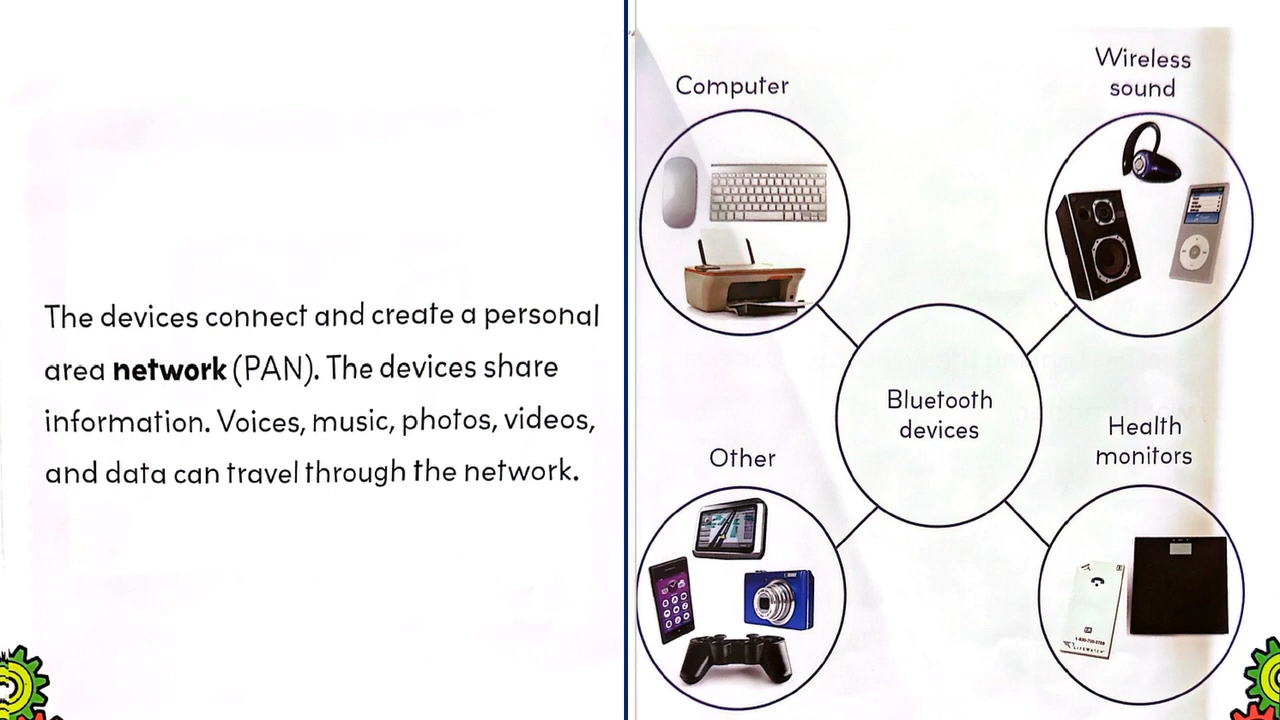 The devices connect and create a personal
area network (PAN). The devices share
information. Voices, music, photos, videos,
and data can travel through the network.
Computer
Wireless
sound
Bluetooth
devices
Other
Health
monitors
LIFEWATCH